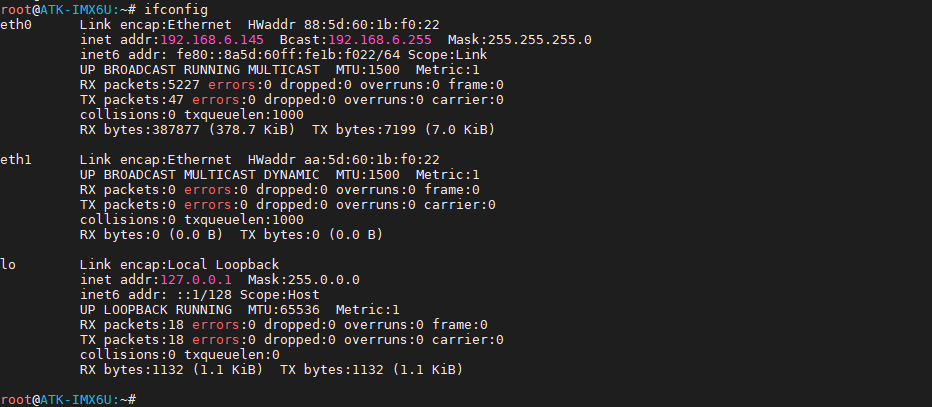 root@ATK-IMX6U:~# ifconfig
eth0      Link encap:Ethernet  HWaddr 88:5d:60:1b:f0:22
          inet addr:192.168.6.145  Bcast:192.168.6.255  Mask:255.255.255.0
          inet6 addr: fe80::8a5d:60ff:fe1b:f022/64 Scope:Link
          UP BROADCAST RUNNING MULTICAST  MTU:1500  Metric:1
          RX packets:5227 errors:0 dropped:0 overruns:0 frame:0
          TX packets:47 errors:0 dropped:0 overruns:0 carrier:0
          collisions:0 txqueuelen:1000
          RX bytes:387877 (378.7 KiB)  TX bytes:7199 (7.0 KiB)

eth1      Link encap:Ethernet  HWaddr aa:5d:60:1b:f0:22
          UP BROADCAST MULTICAST DYNAMIC  MTU:1500  Metric:1
          RX packets:0 errors:0 dropped:0 overruns:0 frame:0
          TX packets:0 errors:0 dropped:0 overruns:0 carrier:0
          collisions:0 txqueuelen:1000
          RX bytes:0 (0.0 B)  TX bytes:0 (0.0 B)

lo        Link encap:Local Loopback
          inet addr:127.0.0.1  Mask:255.0.0.0
          inet6 addr: ::1/128 Scope:Host
          UP LOOPBACK RUNNING  MTU:65536  Metric:1
          RX packets:18 errors:0 dropped:0 overruns:0 frame:0
          TX packets:18 errors:0 dropped:0 overruns:0 carrier:0
          collisions:0 txqueuelen:0
          RX bytes:1132 (1.1 KiB)  TX bytes:1132 (1.1 KiB)

root@ATK-IMX6U:~#